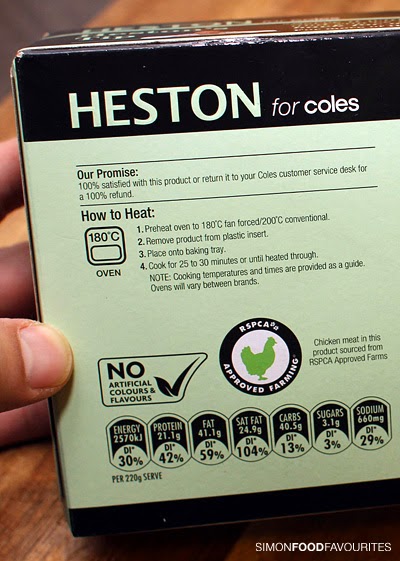 HESTON for coles
Our Promise:
100% satisfied with this product or return it to your Coles customer service desk for
a 100% refund.
How to Heat:
180°C
OVEN
1. Preheat oven to 180°C fan forced/200°C conventional.
2. Remove product from plastic insert.
3. Place onto baking tray.
4. Cook for 25 to 30 minutes or until heated through.
NOTE: Cooking temperatures and times are provided as a guide.
Ovens will vary between brands.
NO
ARTIFICIAL
COLOURS &
FLAVOURS
RSPCA
APPROVED FARMING
Chicken meat in this
product sourced from
RSPCA Approved Farms
ENERGY PROTEIN FAT SAT FAT CARBS SUGARS SODIUM
2570kJ 21.1g 41.1g 24.9g 40.5g 3.1g 660mg
DI* DI* DI* DI* DI* DI* DI*
30% 42% 59% 104% 13% 3% 29%
PER 220g SERVE
SIMONFOODFAVOURITES